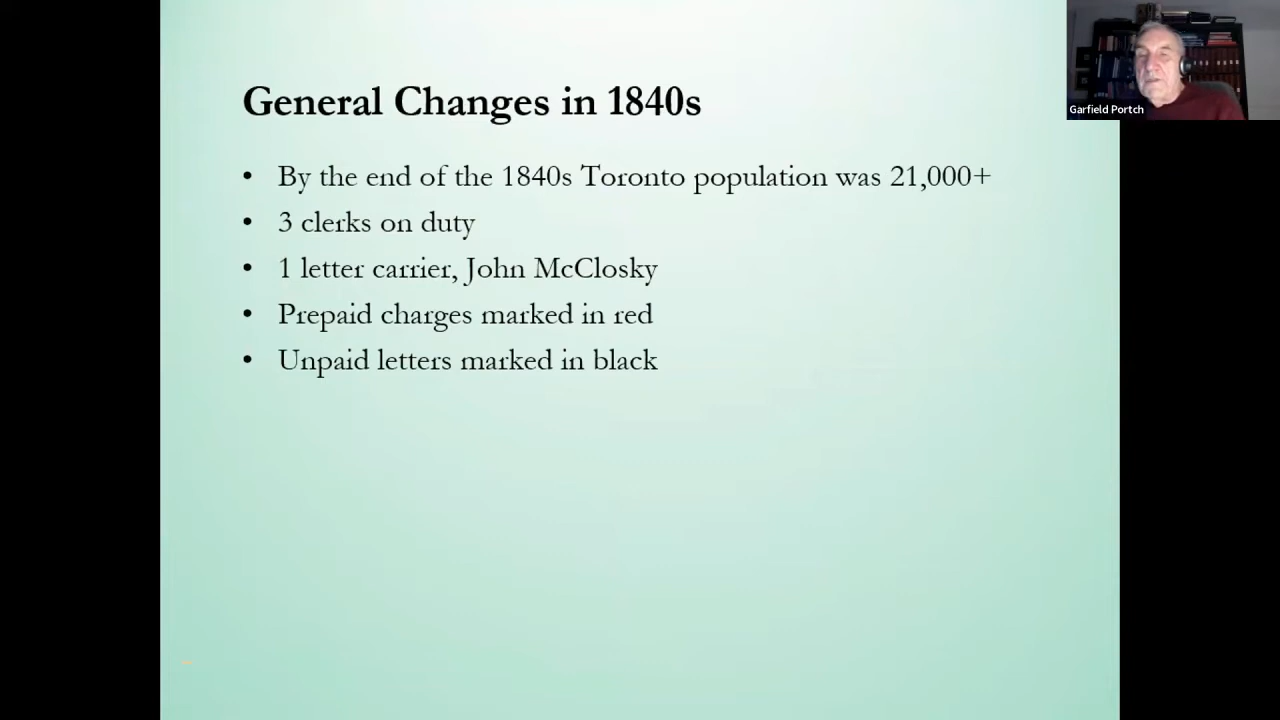 General Changes in 1840s
• By the end of the 1840s Toronto population was 21,000+
• 3 clerks on duty
• 1 letter carrier, John McClosky
• Prepaid charges marked in red
• Unpaid letters marked in black
Garfield Portch